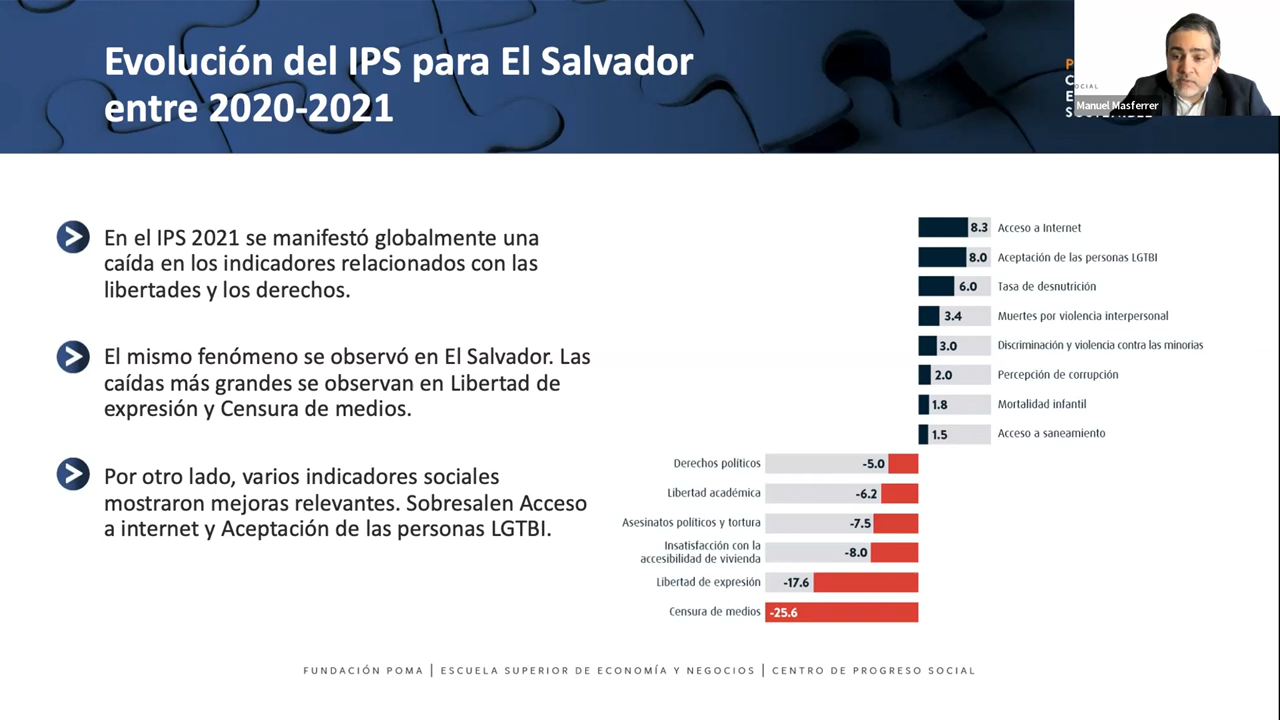 Evolución del IPS para El Salvador
entre 2020-2021
OCIAL
Manuel Masferrer
En el IPS 2021 se manifestó globalmente una
caída en los indicadores relacionados con las
libertades y los derechos.
El mismo fenómeno se observó en El Salvador. Las
caídas más grandes se observan en Libertad de
expresión y Censura de medios.
Por otro lado, varios indicadores sociales
mostraron mejoras relevantes. Sobresalen Acceso
a internet y Aceptación de las personas LGTBI.
8.3 Acceso a Internet
8.0 Aceptación de las personas LGTBI
6.0 Tasa de desnutrición
3.4 Muertes por violencia interpersonal
3.0 Discriminación y violencia contra las minorias
2.0 Percepción de corrupción
1.8 Mortalidad infantil
1.5 Acceso a saneamiento
Derechos políticos -5.0
Libertad académica -6.2
Asesinatos políticos y tortura -7.5
Insatisfacción con la
accesibilidad de vivienda -8.0
Libertad de expresión -17.6
Censura de medios -25.6
FUNDACIÓN POMA | ESCUELA SUPERIOR DE ECONOMÍA Y NEGOCIOS | CENTRO DE PROGRESO SOCIAL